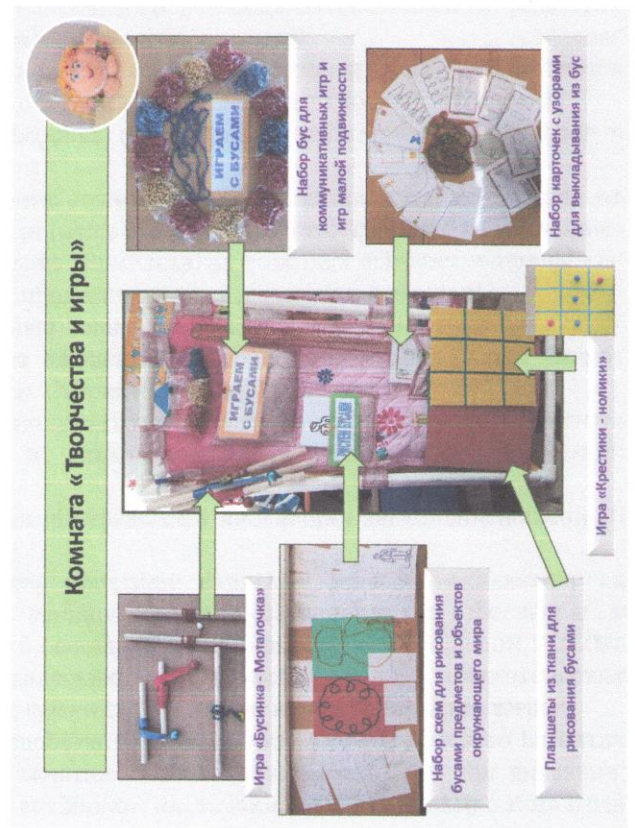 Комната «Творчества и игры»
Игра «Бусинка - Моталочка»
ИГРАЕМ
С БУСАМИ
ИГРАЕМ
С БУСАМИ
Набор бус для
коммуникативных игр и
игр малой подвижности
Набор схем для рисования
бусами предметов и объектов
окружающего мира
РИСУЕМ БУСАМИ
Набор карточек с узорами
для выкладывания из бус
Планшеты из ткани для
рисования бусами
Игра «Крестики - нолики»